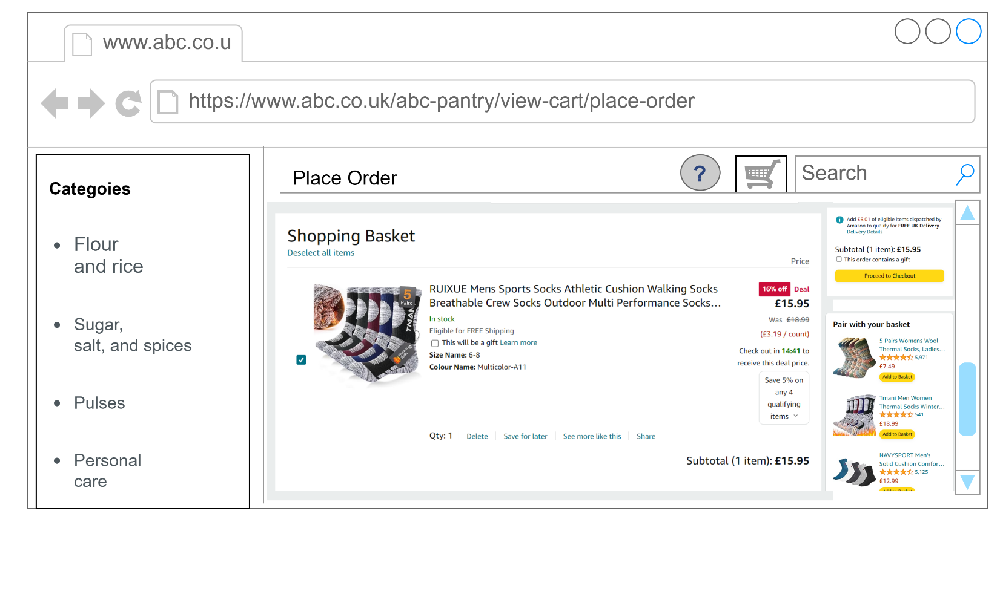 www.abc.co.u
https://www.abc.co.uk/abc-pantry/view-cart/place-order
Categoies
Flour
and rice
Sugar,
salt, and spices
Pulses
Personal
care
Place Order
?
Search
Shopping Basket
Deselect all items
Price
5
Pairs
TMANI
Thermal
Socks
RUIXUE Mens Sports Socks Athletic Cushion Walking Socks
Breathable Crew Socks Outdoor Multi Performance Socks...
In stock
Eligible for FREE Shipping
This will be a gift Learn more
Size Name: 6-8
Colour Name: Multicolor-A11
16% off Deal
£15.95
Was £18.99
(£3.19 / count)
Check out in 14:41 to
receive this deal price.
Save 5% on
any 4
qualifying
items
Qty: 1 Delete Save for later See more like this Share
Subtotal (1 item): £15.95
Add £6.01 of eligible items dispatched by
Amazon to qualify for FREE UK Delivery.
Delivery Details
Subtotal (1 item): £15.95
This order contains a gift
Proceed to Checkout
Pair with your basket
5 Pairs Womens Wool
Thermal Socks, Ladies...
5,971
£7.49
Add to Basket
Tmani Men Women
Thermal Socks Winter...
541
£18.99
Add to Basket
NAVYSPORT Men's
Solid Cushion Comfor...
5,125
£12.99
Add to Basket